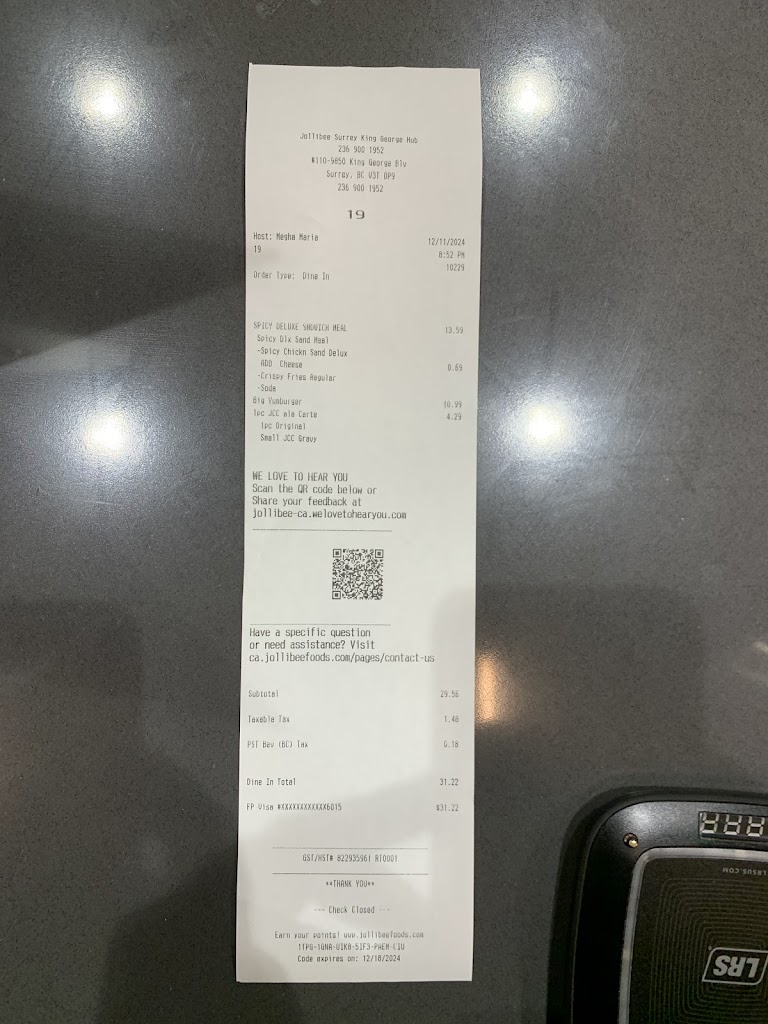 Jollibee Surrey King George Hub
236 900 1952
#110-9850 King George Blv
Surrey, BC V3T 0P9
236 900 1952
19
Host: Megha Maria 12/11/2024
19 8:52 PM
10229
Order Type: Dine In
SPICY DELUXE SANDWICH MEAL 13.59
Spicy Dlx Sand Meal
-Spicy Chickn Sand Delux
ADD Cheese 0.69
-Crispy Fries Regular
-Soda
Big Yumburger 10.99
1pc JCC ala Carte 4.29
1pc Original
Small JCC Gravy
WE LOVE TO HEAR YOU
Scan the QR code below or
Share your feedback at
jollibee-ca.welovetohearyou.com
Have a specific question
or need assistance? Visit
ca.jollibeefoods.com/pages/contact-us
Subtotal 29.56
Taxable Tax 1.48
PST Bev (BC) Tax 0.18
Dine In Total 31.22
FP Visa #XXXXXXXXXXXX6015 $31.22
GST/HST# 822935961 RT0001
**THANK YOU**
--- Check Closed ---
Earn your points! www.jollibeefoods.com
Code expires on: 12/18/2024
LRSUS.COM
LRS